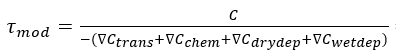 τ_mod = C / −(∇C_trans+∇C_chem+∇C_drydep+∇C_wetdep)